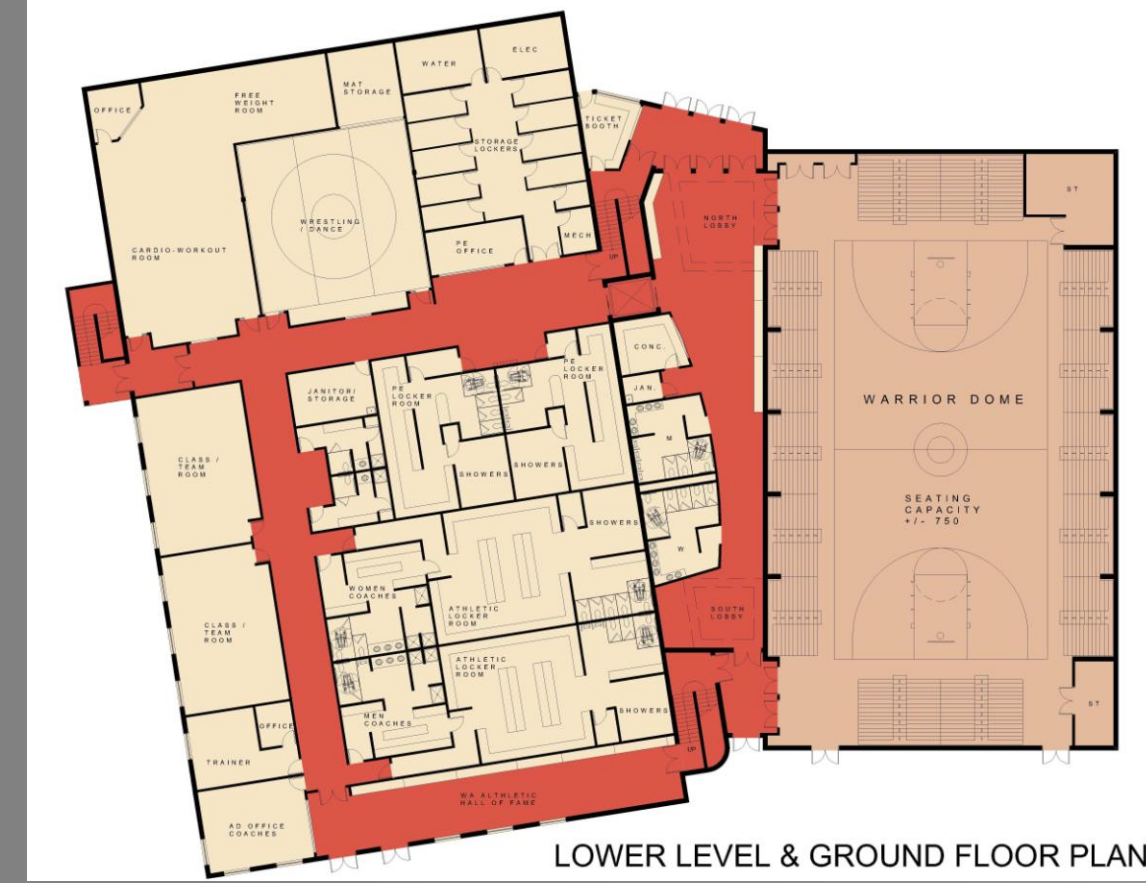 ELEC
WATER
MAT
STORAGE
FREE
WEIGHT
ROOM
OFFICE
TICKET
BOOTH
STORAGE
LOCKERS
WRESTLING
/ DANCE
CARDIO-WORKOUT
ROOM
PE
OFFICE
MECH
UP
NORTH
LOBBY
ST
CONC.
JAN.
JANITOR/
STORAGE
PE
LOCKER
ROOM
PE
LOCKER
ROOM
WARRIOR DOME
M
CLASS /
TEAM
ROOM
SHOWERS
SHOWERS
SEATING
CAPACITY
+/- 750
SHOWERS
W
WOMEN
COACHES
ATHLETIC
LOCKER
ROOM
SOUTH
LOBBY
CLASS /
TEAM
ROOM
ATHLETIC
LOCKER
ROOM
ST
MEN
COACHES
SHOWERS
OFFICE
TRAINER
UP
WA ALTHLETIC
HALL OF FAME
AD OFFICE
COACHES
LOWER LEVEL & GROUND FLOOR PLAN